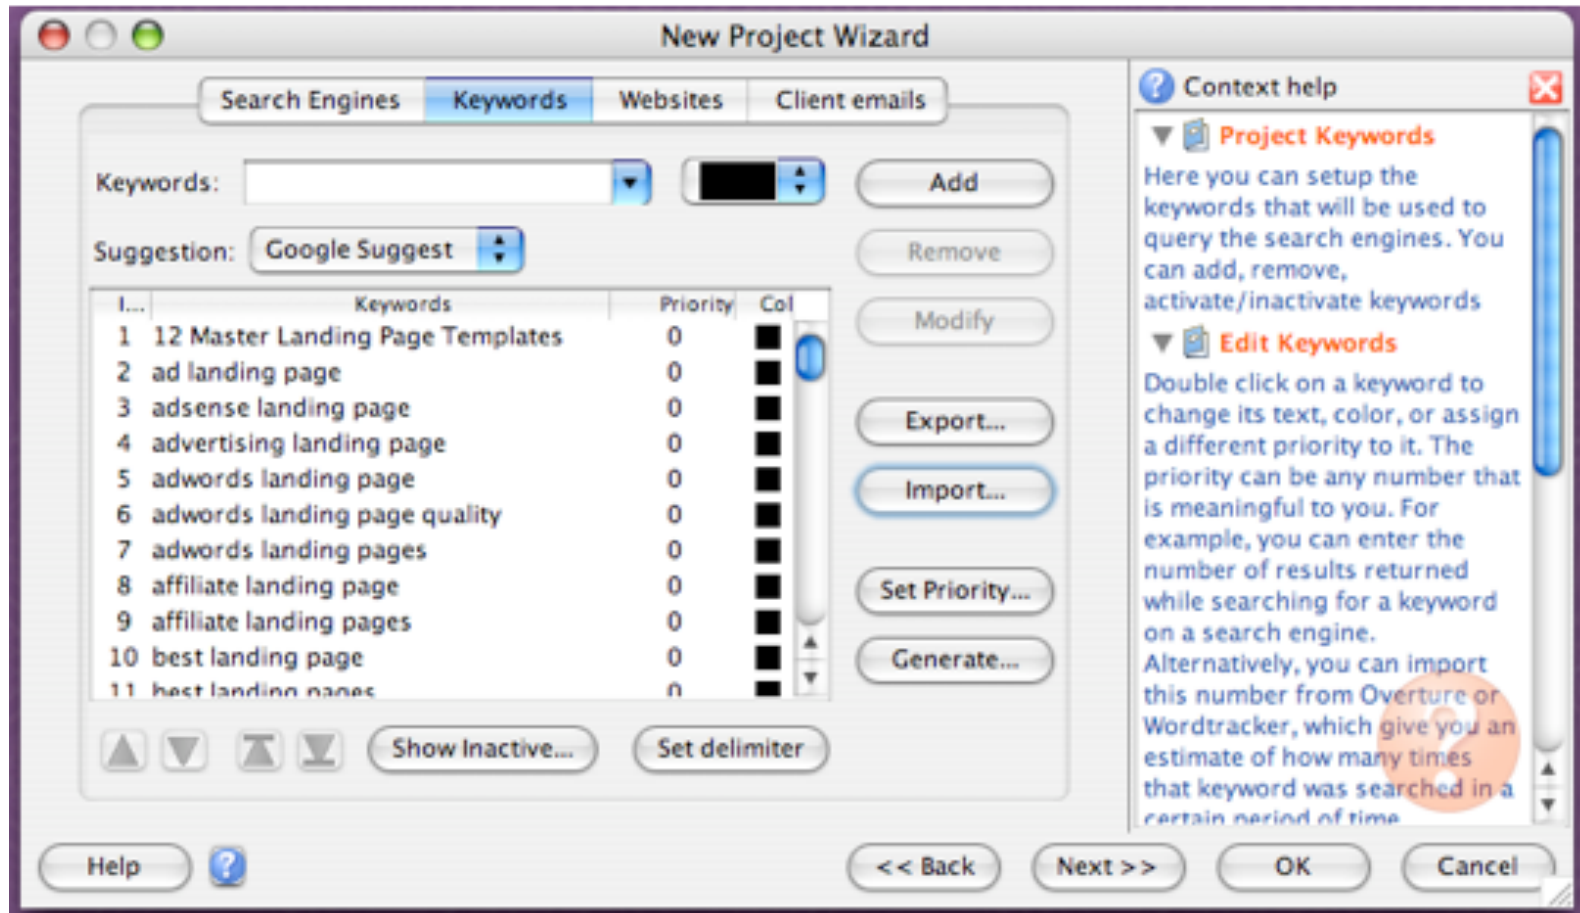 New Project Wizard
Search Engines Keywords Websites Client emails
Keywords: Add
Suggestion: Google Suggest Remove
I... Keywords Priority Col
Modify
1 12 Master Landing Page Templates 0
2 ad landing page 0
3 adsense landing page 0
4 advertising landing page 0
5 adwords landing page 0
6 adwords landing page quality 0
7 adwords landing pages 0
8 affiliate landing page 0
9 affiliate landing pages 0
10 best landing page 0
11 best landing pages 0
Export...
Import...
Set Priority...
Generate...
Show Inactive... Set delimiter
Context help
Project Keywords
Here you can setup the
keywords that will be used to
query the search engines. You
can add, remove,
activate/inactivate keywords
Edit Keywords
Double click on a keyword to
change its text, color, or assign
a different priority to it. The
priority can be any number that
is meaningful to you. For
example, you can enter the
number of results returned
while searching for a keyword
on a search engine.
Alternatively, you can import
this number from Overture or
Wordtracker, which give you an
estimate of how many times
that keyword was searched in a
certain period of time
Help ? << Back Next >> OK Cancel